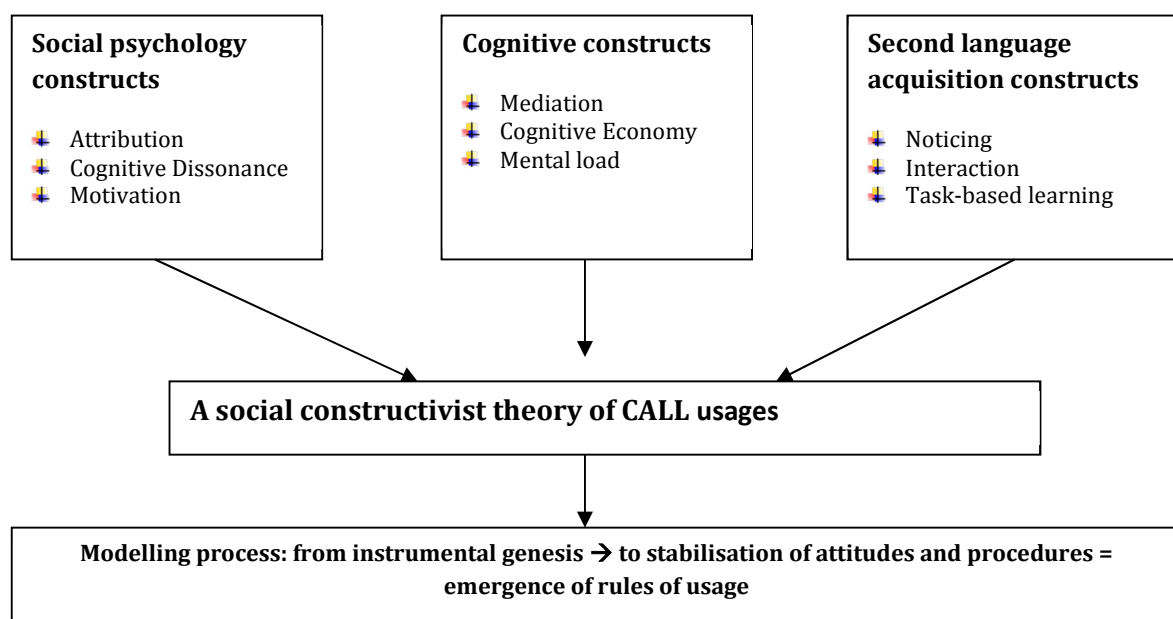 Social psychology
constructs
Attribution
Cognitive Dissonance
Motivation
Cognitive constructs
Mediation
Cognitive Economy
Mental load
Second language
acquisition constructs
Noticing
Interaction
Task-based learning
A social constructivist theory of CALL usages
Modelling process: from instrumental genesis → to stabilisation of attitudes and procedures =
emergence of rules of usage